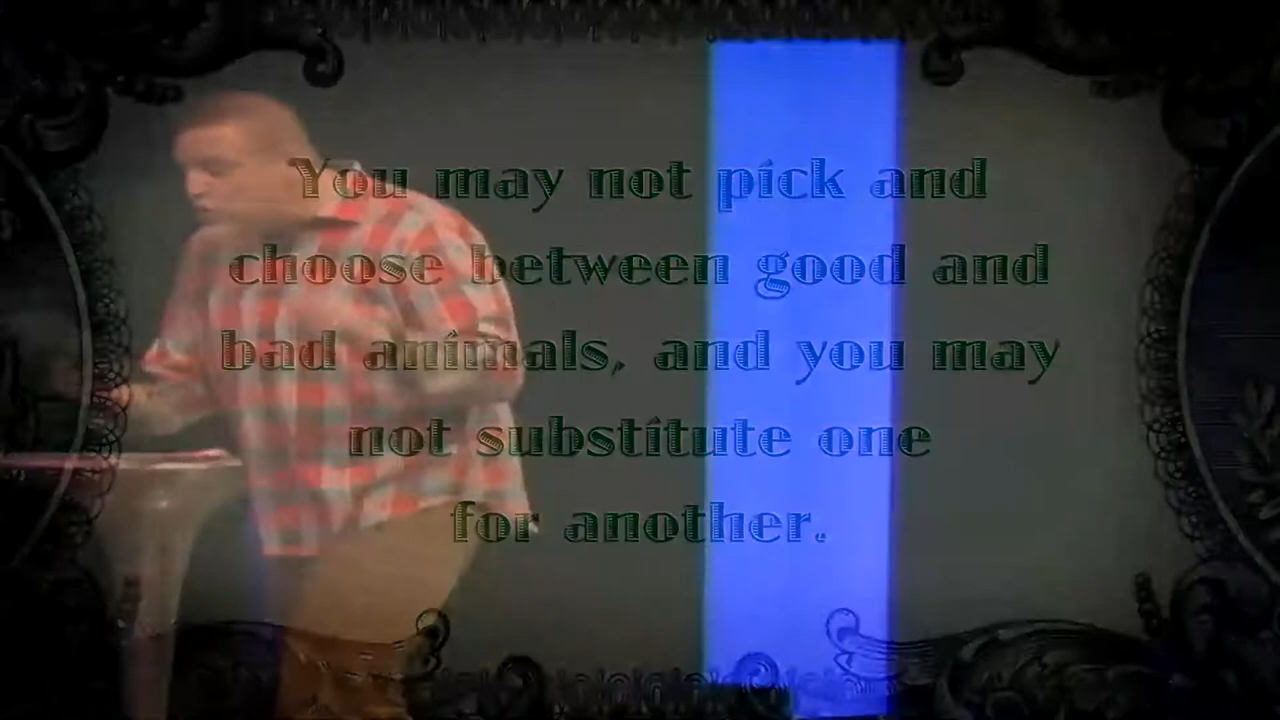 You may not pick and
choose between good and
bad animals, and you may
not substitute one
for another.